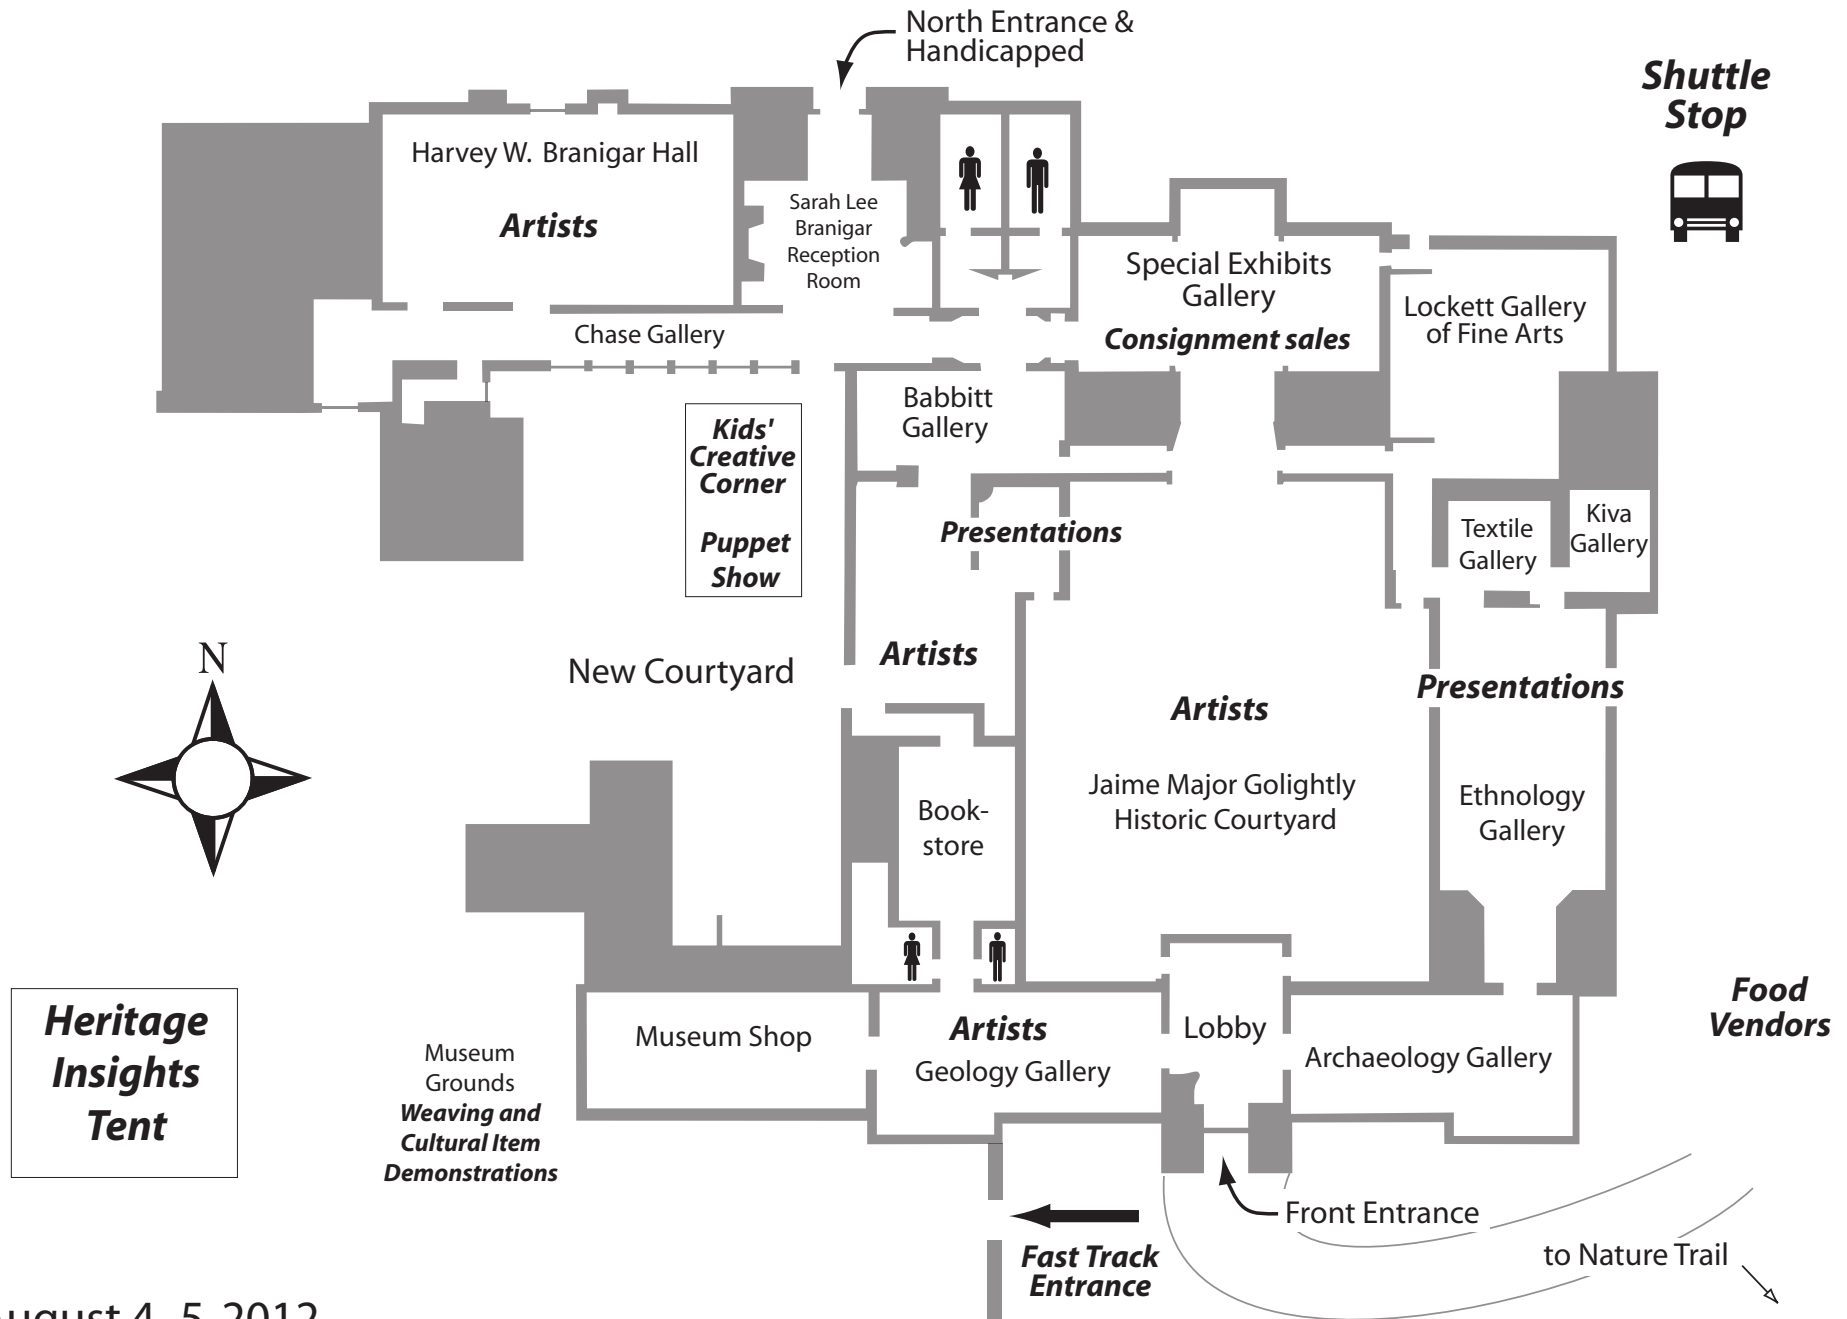 North Entrance &
Handicapped
Shuttle
Stop
Harvey W. Branigar Hall
Artists
Sarah Lee
Branigar
Reception
Room
Special Exhibits
Gallery
Consignment sales
Lockett Gallery
of Fine Arts
Chase Gallery
Babbitt
Gallery
Kids'
Creative
Corner
Puppet
Show
Presentations
Textile
Gallery
Kiva
Gallery
N
New Courtyard
Artists
Artists
Presentations
Jaime Major Golightly
Historic Courtyard
Book-
store
Ethnology
Gallery
Heritage
Insights
Tent
Museum
Grounds
Weaving and
Cultural Item
Demonstrations
Museum Shop
Artists
Geology Gallery
Lobby
Archaeology Gallery
Food
Vendors
Front Entrance
Fast Track
Entrance
to Nature Trail
August 4, 5, 2012